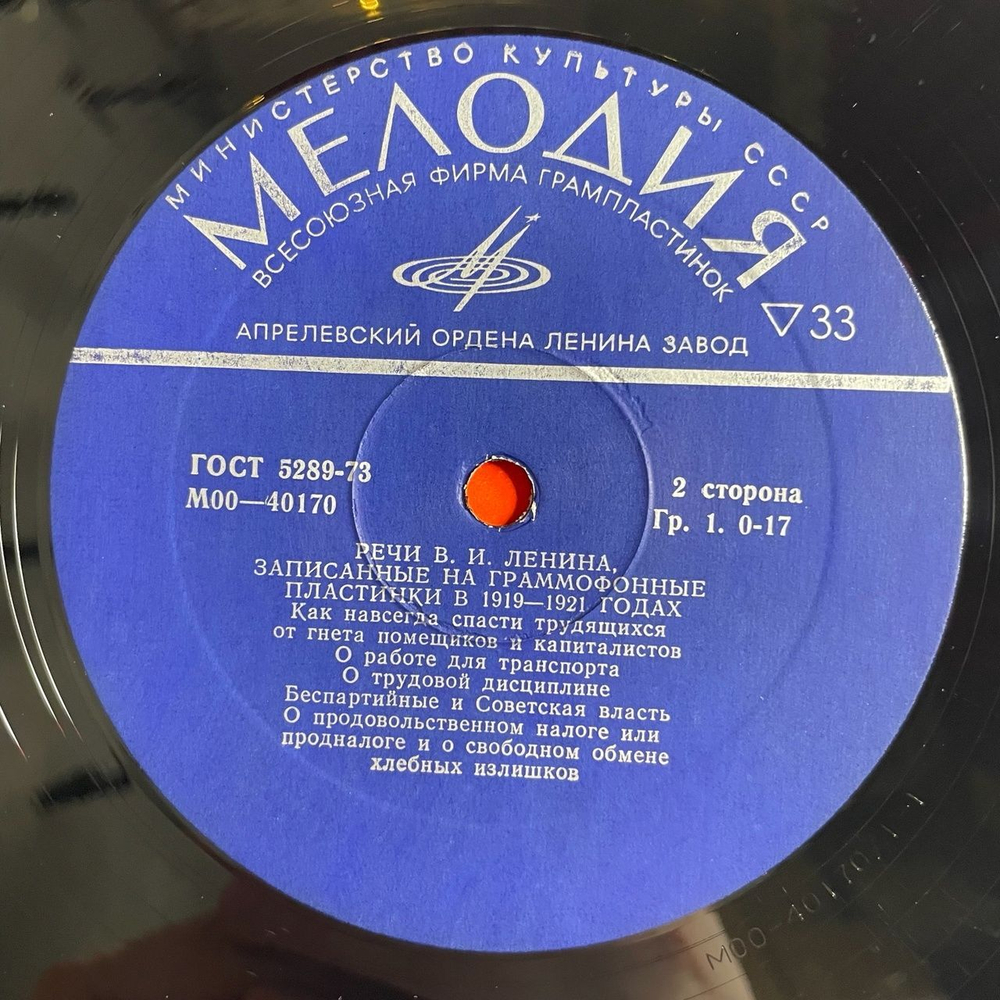 МИНИСТЕРСТВО КУЛЬТУРЫ СССР
МЕЛОДИЯ
ВСЕСОЮЗНАЯ ФИРМА ГРАМПЛАСТИНОК
▽33
АПРЕЛЕВСКИЙ ОРДЕНА ЛЕНИНА ЗАВОД
ГОСТ 5289-73
М00—40170
2 сторона
Гр. 1. 0-17
РЕЧИ В. И. ЛЕНИНА,
ЗАПИСАННЫЕ НА ГРАММОФОННЫЕ
ПЛАСТИНКИ В 1919—1921 ГОДАХ
Как навсегда спасти трудящихся
от гнета помещиков и капиталистов
О работе для транспорта
О трудовой дисциплине
Беспартийные и Советская власть
О продовольственном налоге или
продналоге и о свободном обмене
хлебных излишков
М00-40170/